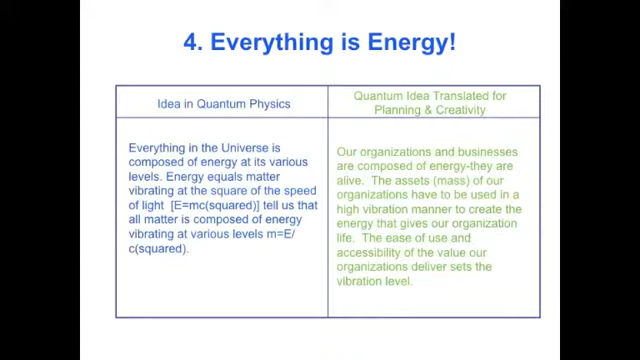 4. Everything is Energy!
Idea in Quantum Physics
Quantum Idea Translated for
Planning & Creativity
Everything in the Universe is
composed of energy at its various
levels. Energy equals matter
vibrating at the square of the speed
of light  [E=mc(squared)] tell us that
all matter is composed of energy
vibrating at various levels m=E/
c(squared).
Our organizations and businesses
are composed of energy-they are
alive.  The assets (mass) of our
organizations have to be used in a
high vibration manner to create the
energy that gives our organization
life.  The ease of use and
accessibility of the value our
organizations deliver sets the
vibration level.